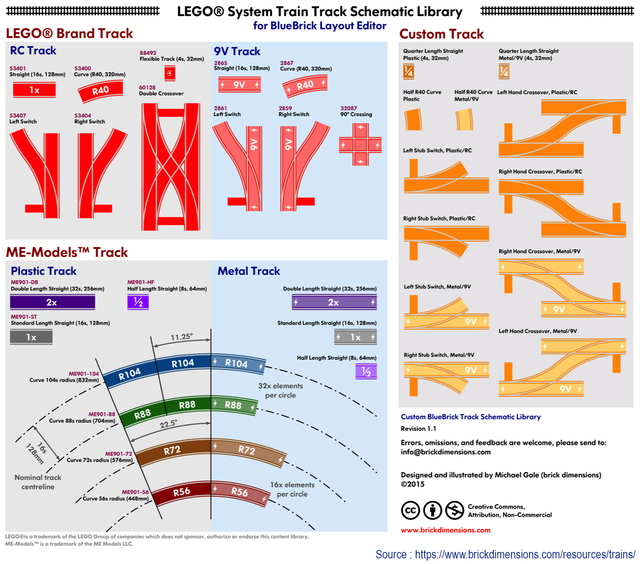 LEGO® System Train Track Schematic Library
for BlueBrick Layout Editor
LEGO® Brand Track
RC Track
53401
Straight (16s, 128mm)
1x
53400
Curve (R40, 320mm)
R40
88492
Flexible Track (4s, 32mm)
60128
Double Crossover
53407
Left Switch
53404
Right Switch
9V Track
2865
Straight (16s, 128mm)
9V
2867
Curve (R40, 320mm)
R40
2861
Left Switch
9V
2859
Right Switch
9V
32087
90° Crossing
Custom Track
Quarter Length Straight
Plastic (4s, 32mm)
¼
Quarter Length Straight
Metal/9V (4s, 32mm)
¼
Half R40 Curve
Plastic
Half R40 Curve
Metal/9V
Left Hand Crossover, Plastic/RC
Left Stub Switch, Plastic/RC
Right Hand Crossover, Plastic/RC
Right Stub Switch, Plastic/RC
Right Hand Crossover, Metal/9V
9V
Left Stub Switch, Metal/9V
9V
Left Hand Crossover, Metal/9V
9V
Right Stub Switch, Metal/9V
9V
ME-Models™ Track
Plastic Track
ME901-DB
Double Length Straight (32s, 256mm)
2x
ME901-HF
Half Length Straight (8s, 64mm)
½
ME901-ST
Standard Length Straight (16s, 128mm)
1x
Metal Track
Double Length Straight (32s, 256mm)
2x
Standard Length Straight (16s, 128mm)
1x
Half Length Straight (8s, 64mm)
½
11.25°
ME901-104
Curve 104s radius (832mm)
R104
R104
R104
32x elements
per circle
ME901-88
Curve 88s radius (704mm)
R88
R88
R88
22.5°
16s
128mm
ME901-72
Curve 72s radius (576mm)
R72
R72
Nominal track
centreline
ME901-56
Curve 56s radius (448mm)
R56
R56
16x elements
per circle
Custom BlueBrick Track Schematic Library
Revision 1.1
Errors, omissions, and feedback are welcome, please send to:
info@brickdimensions.com
Designed and illustrated by Michael Gale (brick dimensions)
©2015
cc
Creative Commons,
Attribution, Non-Commercial
www.brickdimensions.com
LEGO® is a trademark of the LEGO Group of companies which does not sponsor, authorize or endorse this content library.
ME-Models™ is a trademark of the ME Models LLC.
Source : https://www.brickdimensions.com/resources/trains/